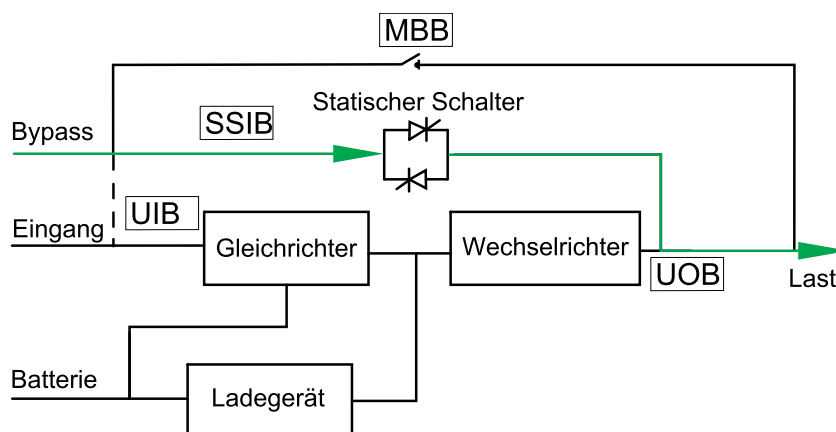 MBB
Statischer Schalter
SSIB
Bypass
UIB
Eingang
Gleichrichter
Wechselrichter
UOB
Last
Batterie
Ladegerät